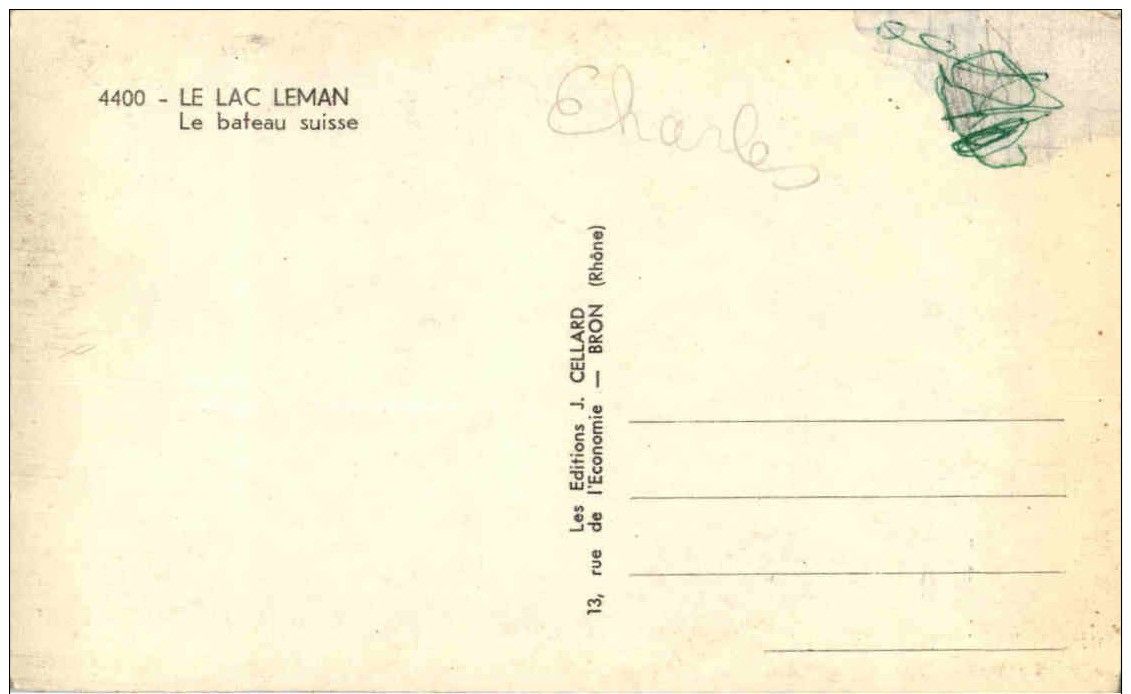 4400 - LE LAC LEMAN
Le bateau suisse
Charles
Les Editions J. CELLARD
13, rue de l'Economie — BRON (Rhône)